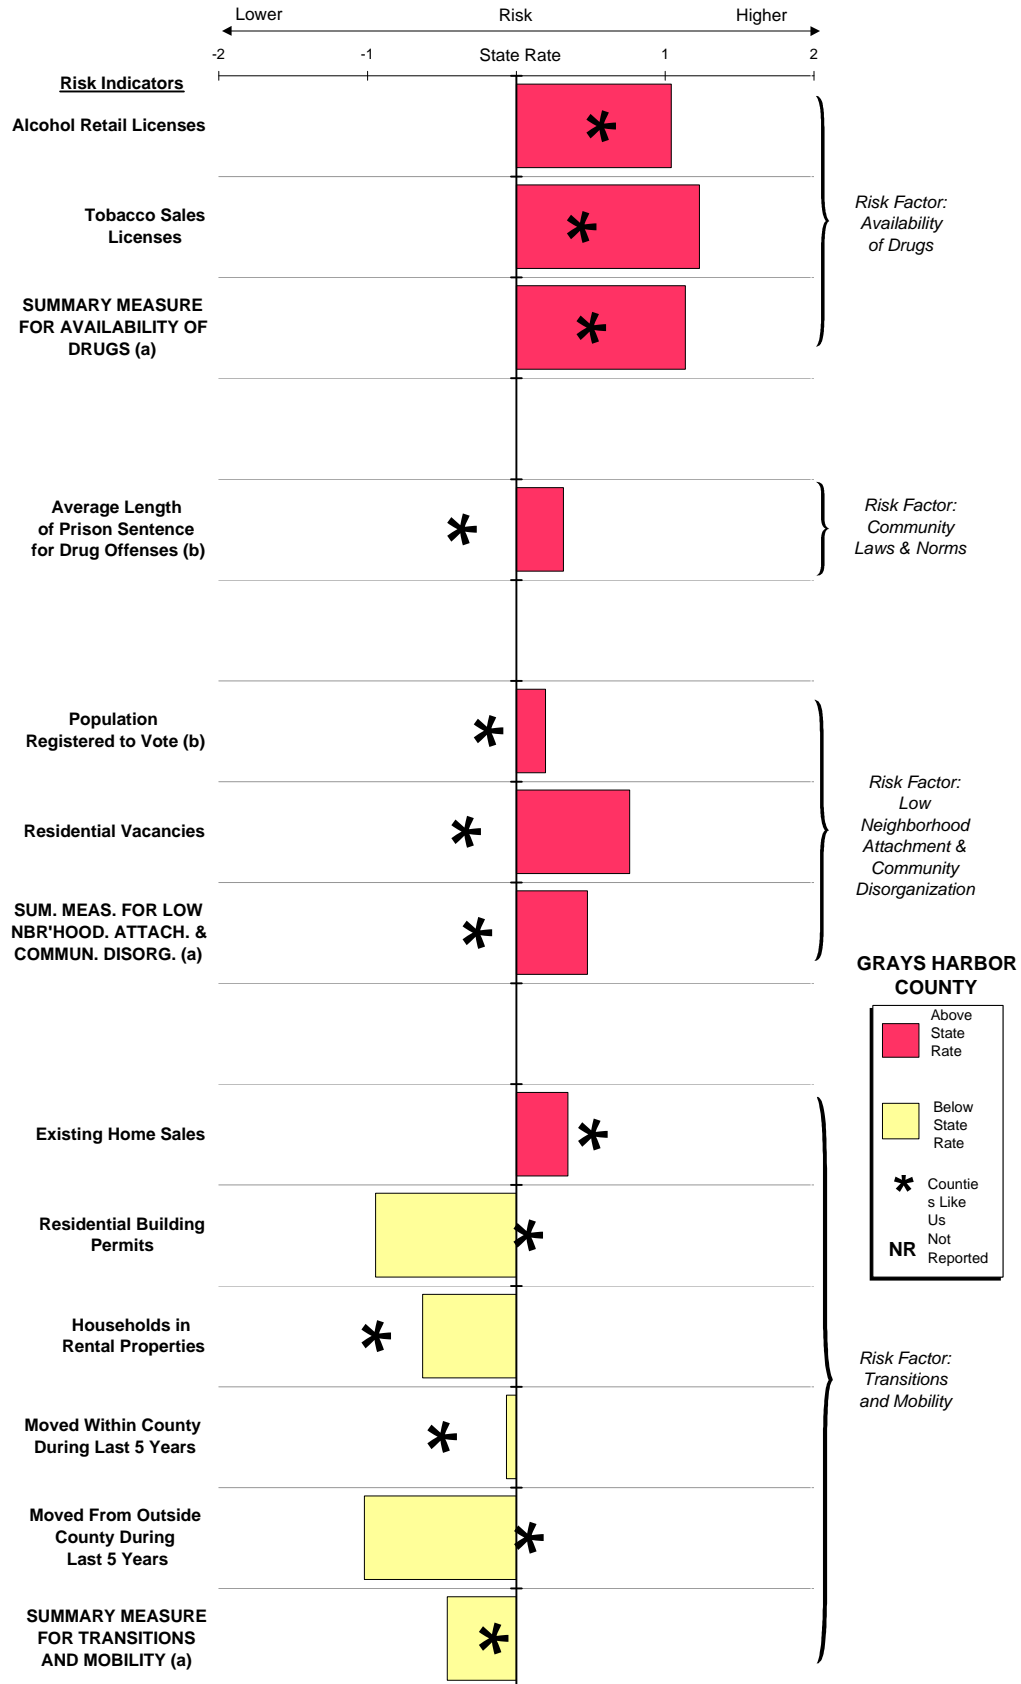 Lower Risk Higher
-2 -1 State Rate 1 2
Risk Indicators
Alcohol Retail Licenses
Tobacco Sales
Licenses
Risk Factor:
Availability
of Drugs
SUMMARY MEASURE
FOR AVAILABILITY OF
DRUGS (a)
Average Length
of Prison Sentence
for Drug Offenses (b)
Risk Factor:
Community
Laws & Norms
Population
Registered to Vote (b)
Residential Vacancies
Risk Factor:
Low
Neighborhood
Attachment &
Community
Disorganization
SUM. MEAS. FOR LOW
NBR'HOOD. ATTACH. &
COMMUN. DISORG. (a)
GRAYS HARBOR
COUNTY
Above
State
Rate
Below
State
Rate
* Countie
s Like
Us
NR Not
Reported
Existing Home Sales
Residential Building
Permits
Households in
Rental Properties
Risk Factor:
Transitions
and Mobility
Moved Within County
During Last 5 Years
Moved From Outside
County During
Last 5 Years
SUMMARY MEASURE
FOR TRANSITIONS
AND MOBILITY (a)